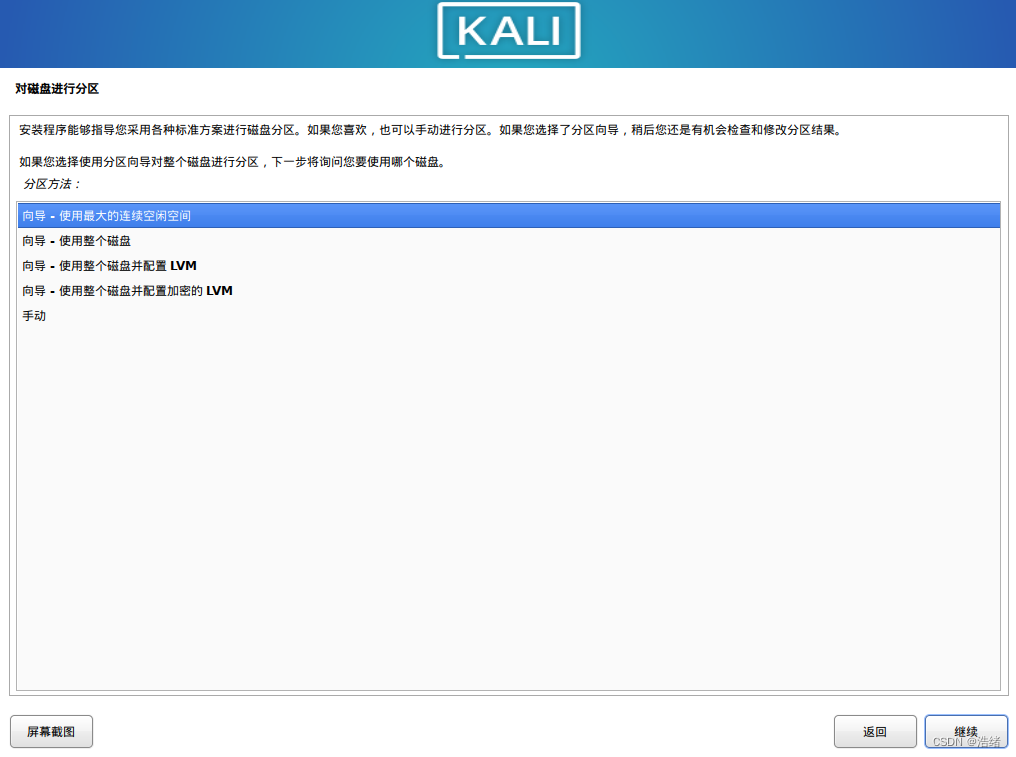 KALI
对磁盘进行分区
安装程序能够指导您采用各种标准方案进行磁盘分区。如果您喜欢，也可以手动进行分区。如果您选择了分区向导，稍后您还是有机会检查和修改分区结果。
如果您选择使用分区向导对整个磁盘进行分区，下一步将询问您要使用哪个磁盘。
分区方法：
向导 - 使用最大的连续空闲空间
向导 - 使用整个磁盘
向导 - 使用整个磁盘并配置 LVM
向导 - 使用整个磁盘并配置加密的 LVM
手动
屏幕截图
返回
继续
CSDN @浩绪